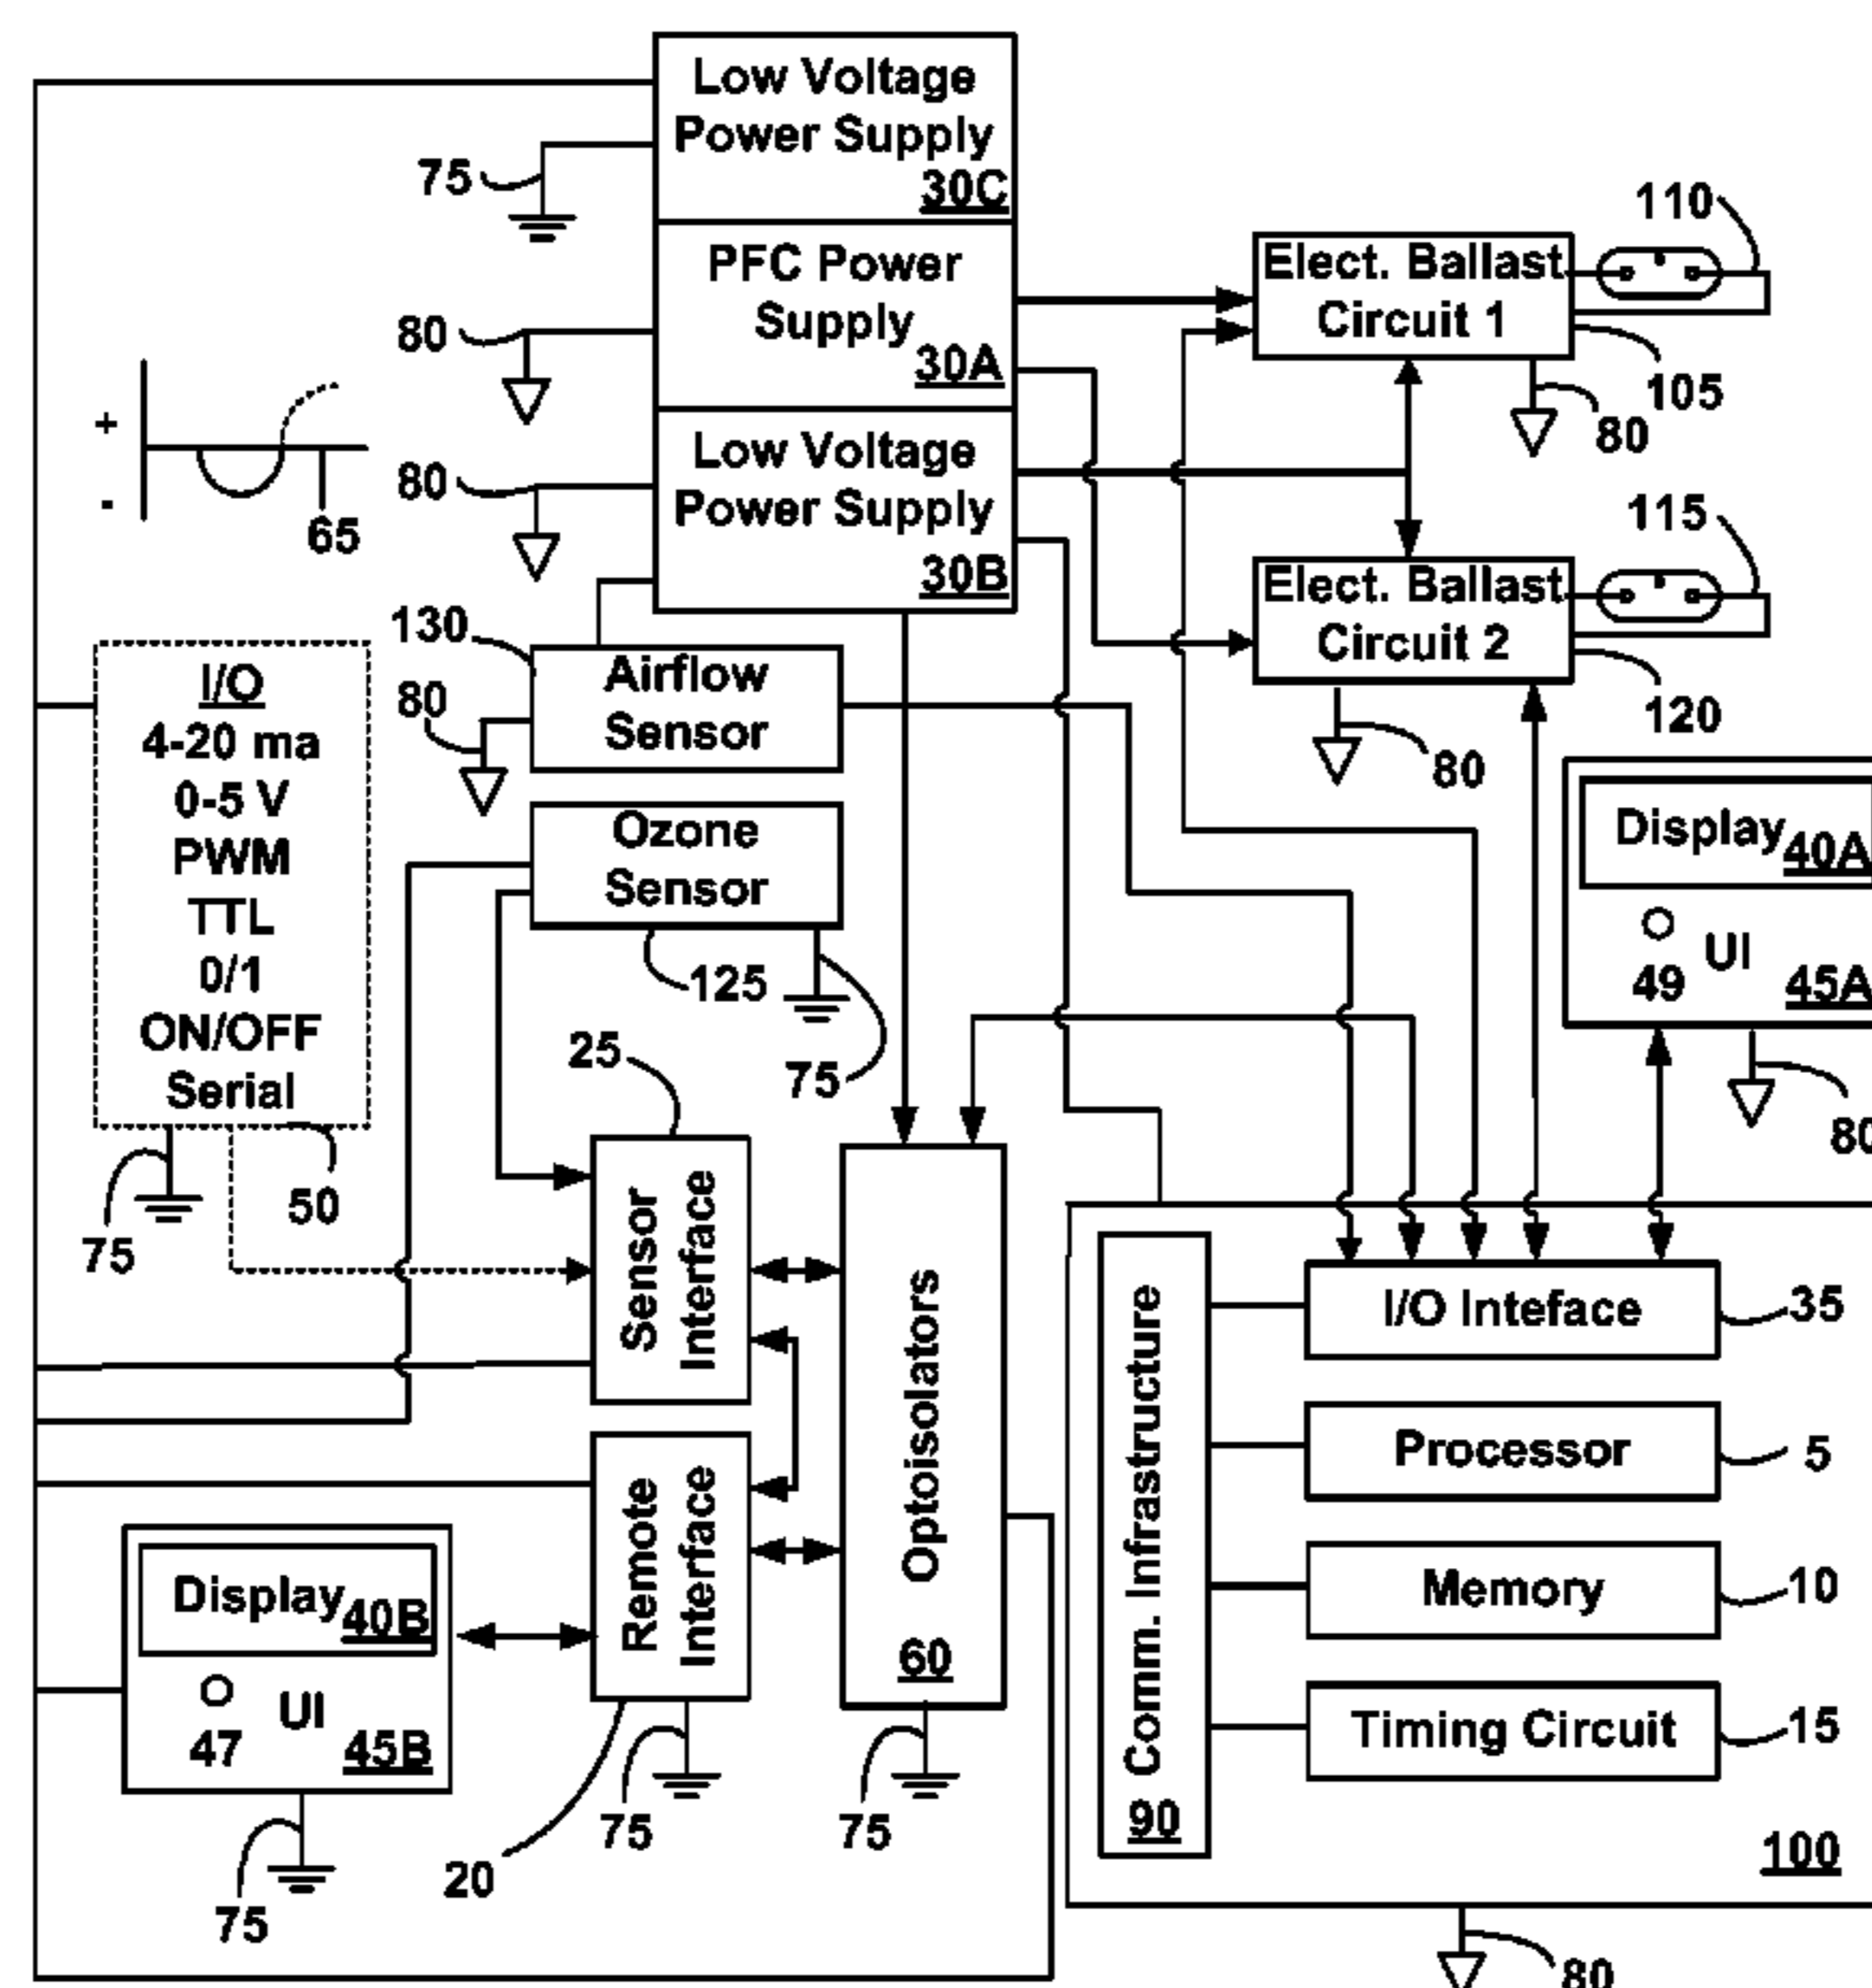 Low Voltage
Power Supply
30C
75
PFC Power
Supply
30A
80
Low Voltage
Power Supply
30B
80
+
-
65
110
Elect. Ballast
Circuit 1
105
80
115
Elect. Ballast
Circuit 2
120
80
130
Airflow
Sensor
80
Ozone
Sensor
125
75
I/O
4-20 ma
0-5 V
PWM
TTL
0/1
ON/OFF
Serial
50
75
Display
40A
49
UI
45A
80
25
Sensor
Interface
Remote
Interface
20
75
Optoisolators
60
75
Display
40B
47
UI
45B
75
Comm. Infrastructure
90
I/O Inteface
35
Processor
5
Memory
10
Timing Circuit
15
100
80